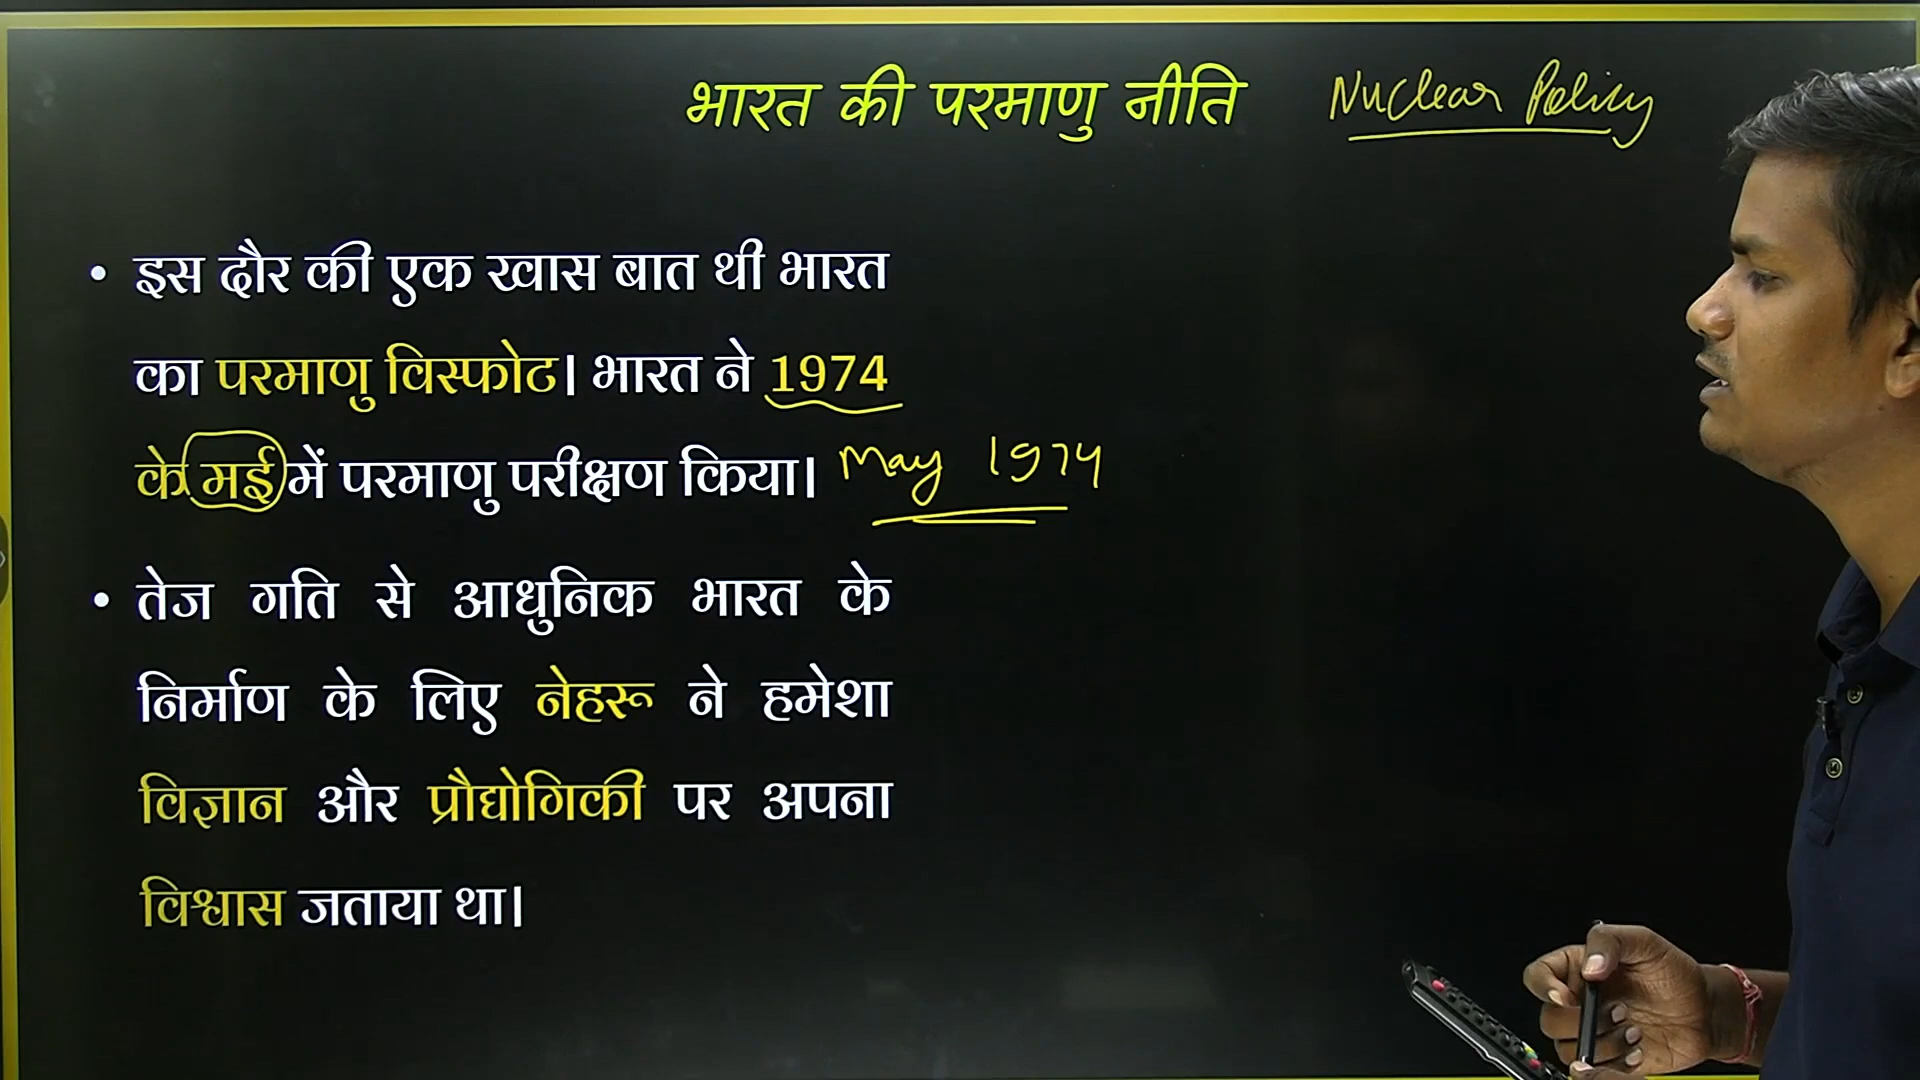 भारत की परमाणु नीति Nuclear Policy
• इस दौर की एक खास बात थी भारत
का परमाणु विस्फोट। भारत ने 1974
के मई में परमाणु परीक्षण किया। May 1974
• तेज गति से आधुनिक भारत के
निर्माण के लिए नेहरू ने हमेशा
विज्ञान और प्रौद्योगिकी पर अपना
विश्वास जताया था।